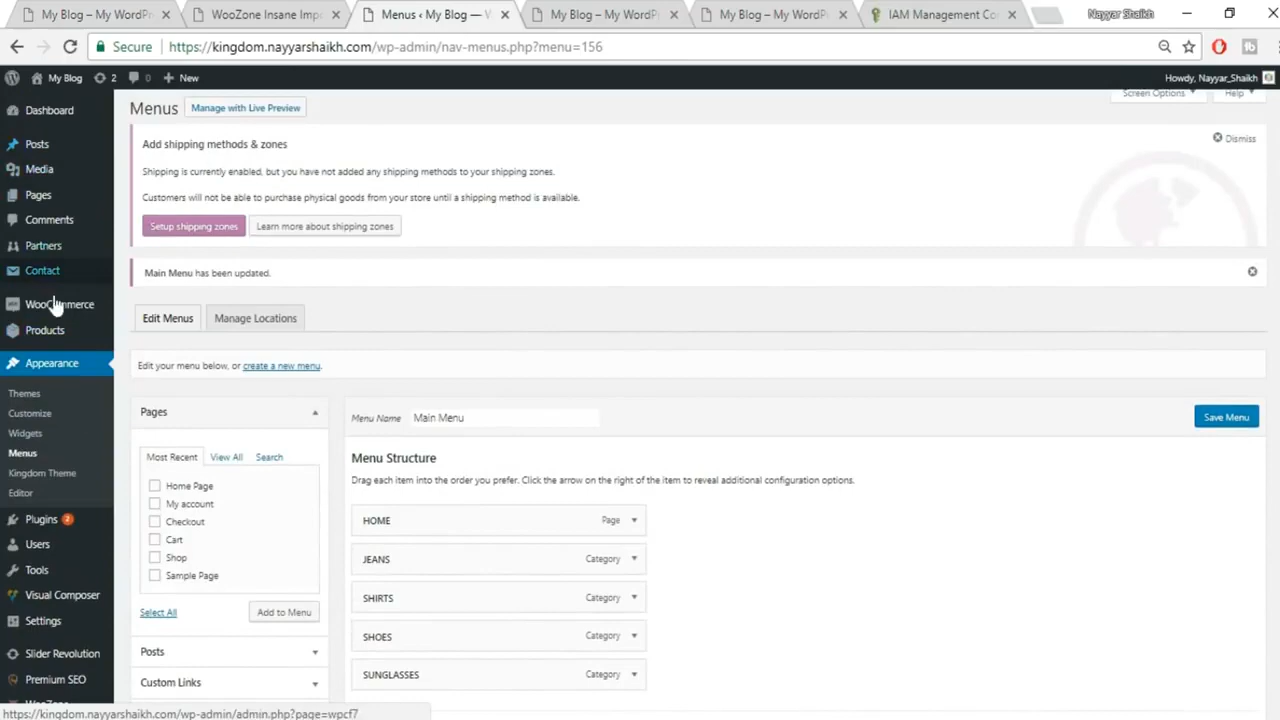 My Blog – My WordPr
WooZone Insane Impo
Menus ‹ My Blog — W
My Blog – My WordPr
My Blog – My WordPr
IAM Management Con
Nayyar Shaikh
Secure
https://kingdom.nayyarshaikh.com/wp-admin/nav-menus.php?menu=156
My Blog
2
0
New
Howdy, Nayyar_Shaikh
Dashboard
Posts
Media
Pages
Comments
Partners
Contact
WooCommerce
Products
Appearance
Themes
Customize
Widgets
Menus
Kingdom Theme
Editor
Plugins 2
Users
Tools
Visual Composer
Settings
Slider Revolution
Premium SEO
Menus
Manage with Live Preview
Screen Options
Help
Add shipping methods & zones
Dismiss
Shipping is currently enabled, but you have not added any shipping methods to your shipping zones.
Customers will not be able to purchase physical goods from your store until a shipping method is available.
Setup shipping zones
Learn more about shipping zones
Main Menu has been updated.
Edit Menus
Manage Locations
Edit your menu below, or create a new menu.
Pages
Most Recent
View All
Search
Home Page
My account
Checkout
Cart
Shop
Sample Page
Select All
Add to Menu
Posts
Custom Links
Menu Name
Main Menu
Save Menu
Menu Structure
Drag each item into the order you prefer. Click the arrow on the right of the item to reveal additional configuration options.
HOME Page
JEANS Category
SHIRTS Category
SHOES Category
SUNGLASSES Category
https://kingdom.nayyarshaikh.com/wp-admin/admin.php?page=wpcf7